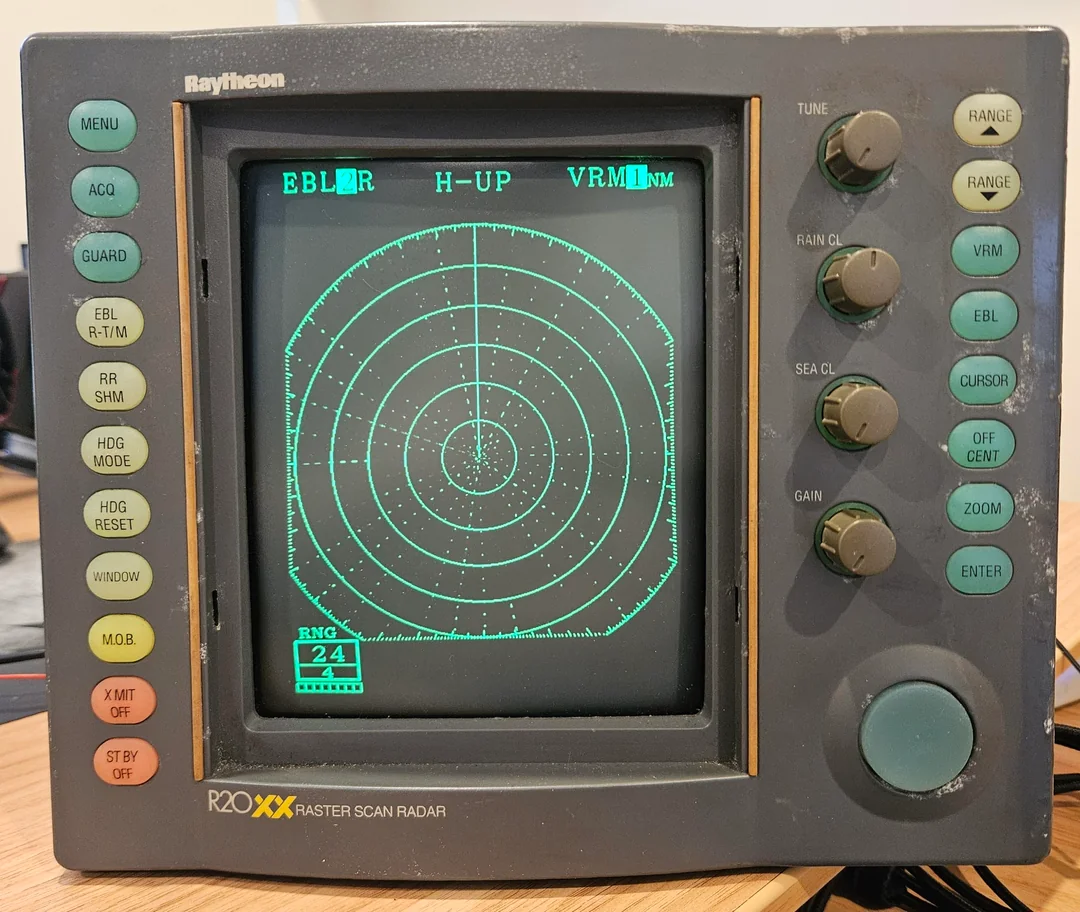 Raytheon
MENU
ACQ
GUARD
EBL
R-T/M
RR
SHM
HDG
MODE
HDG
RESET
WINDOW
M.O.B.
X MIT
OFF
ST BY
OFF
EBL2R H-UP VRM1NM
RNG
24
4
R20XX RASTER SCAN RADAR
TUNE
RAIN CL
SEA CL
GAIN
RANGE
RANGE
VRM
EBL
CURSOR
OFF
CENT
ZOOM
ENTER